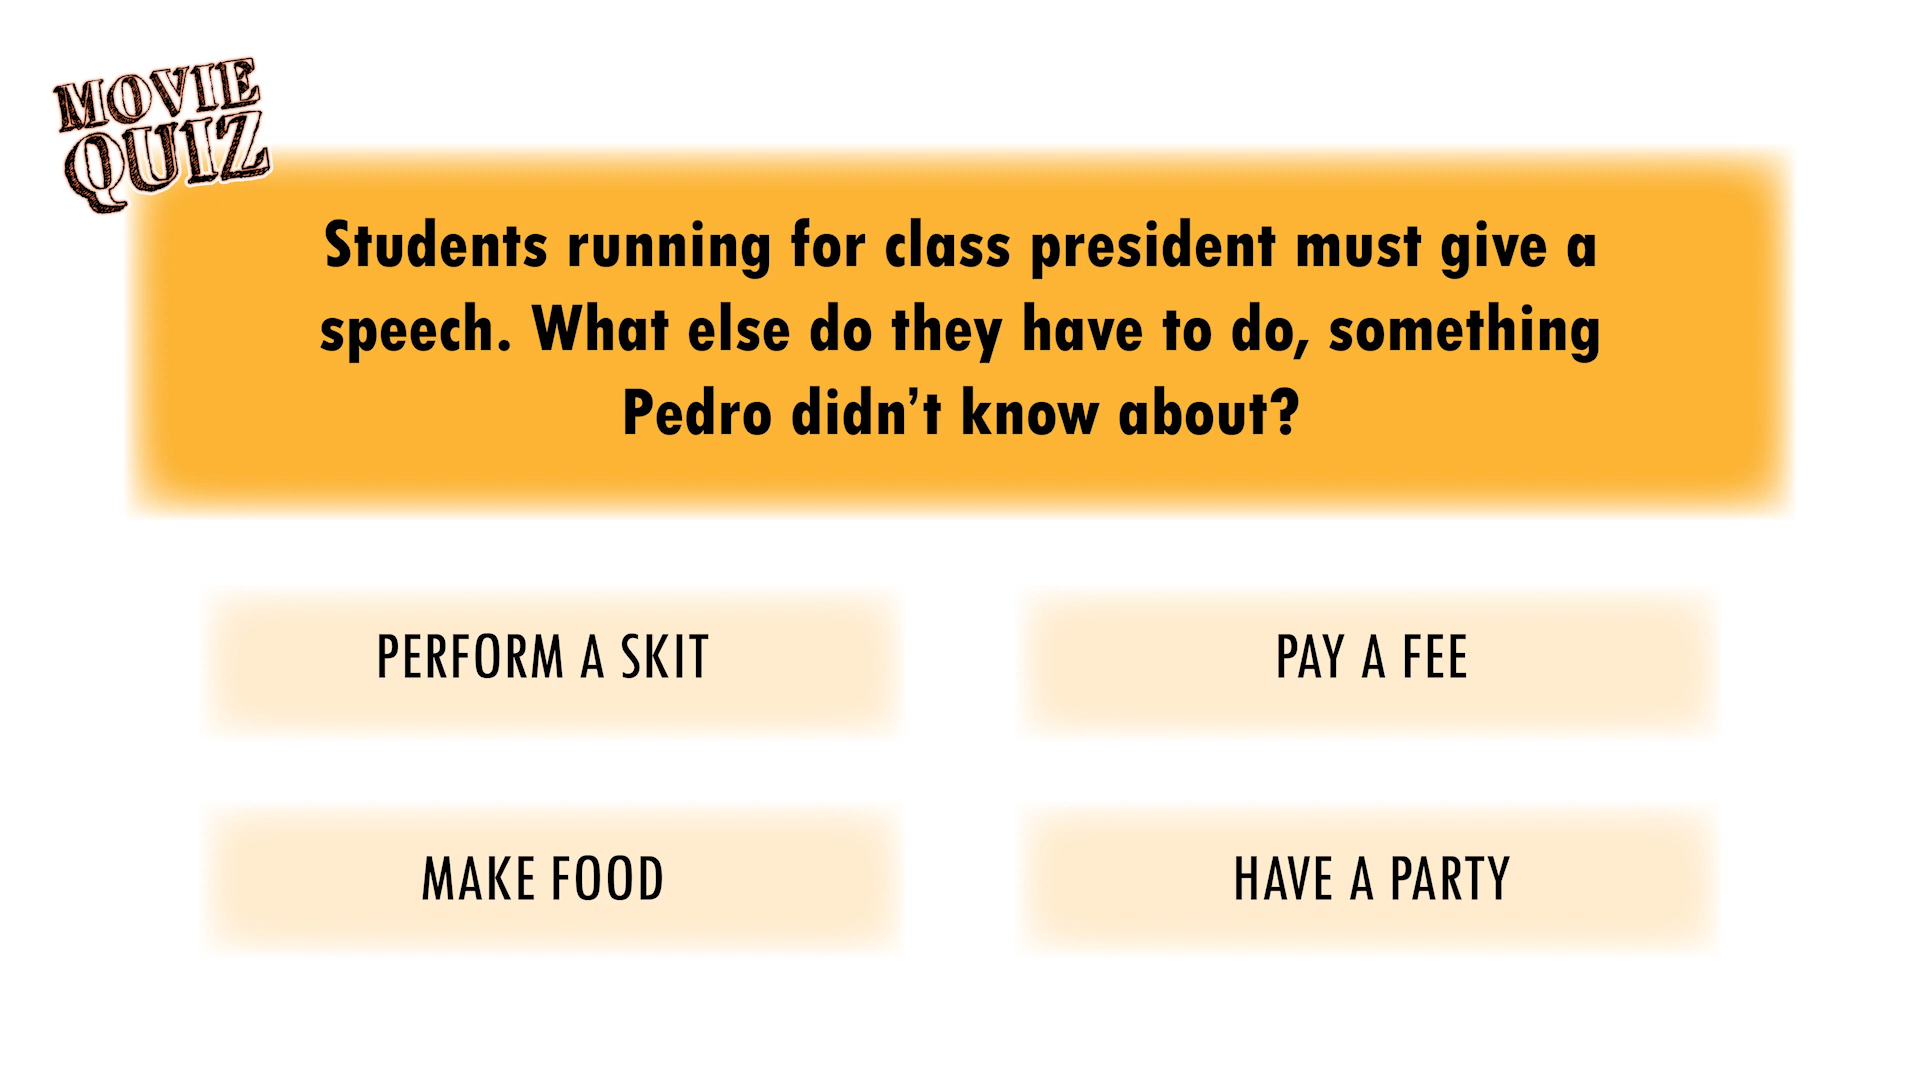 MOVIE
QUIZ
Students running for class president must give a
speech. What else do they have to do, something
Pedro didn’t know about?
PERFORM A SKIT
PAY A FEE
MAKE FOOD
HAVE A PARTY